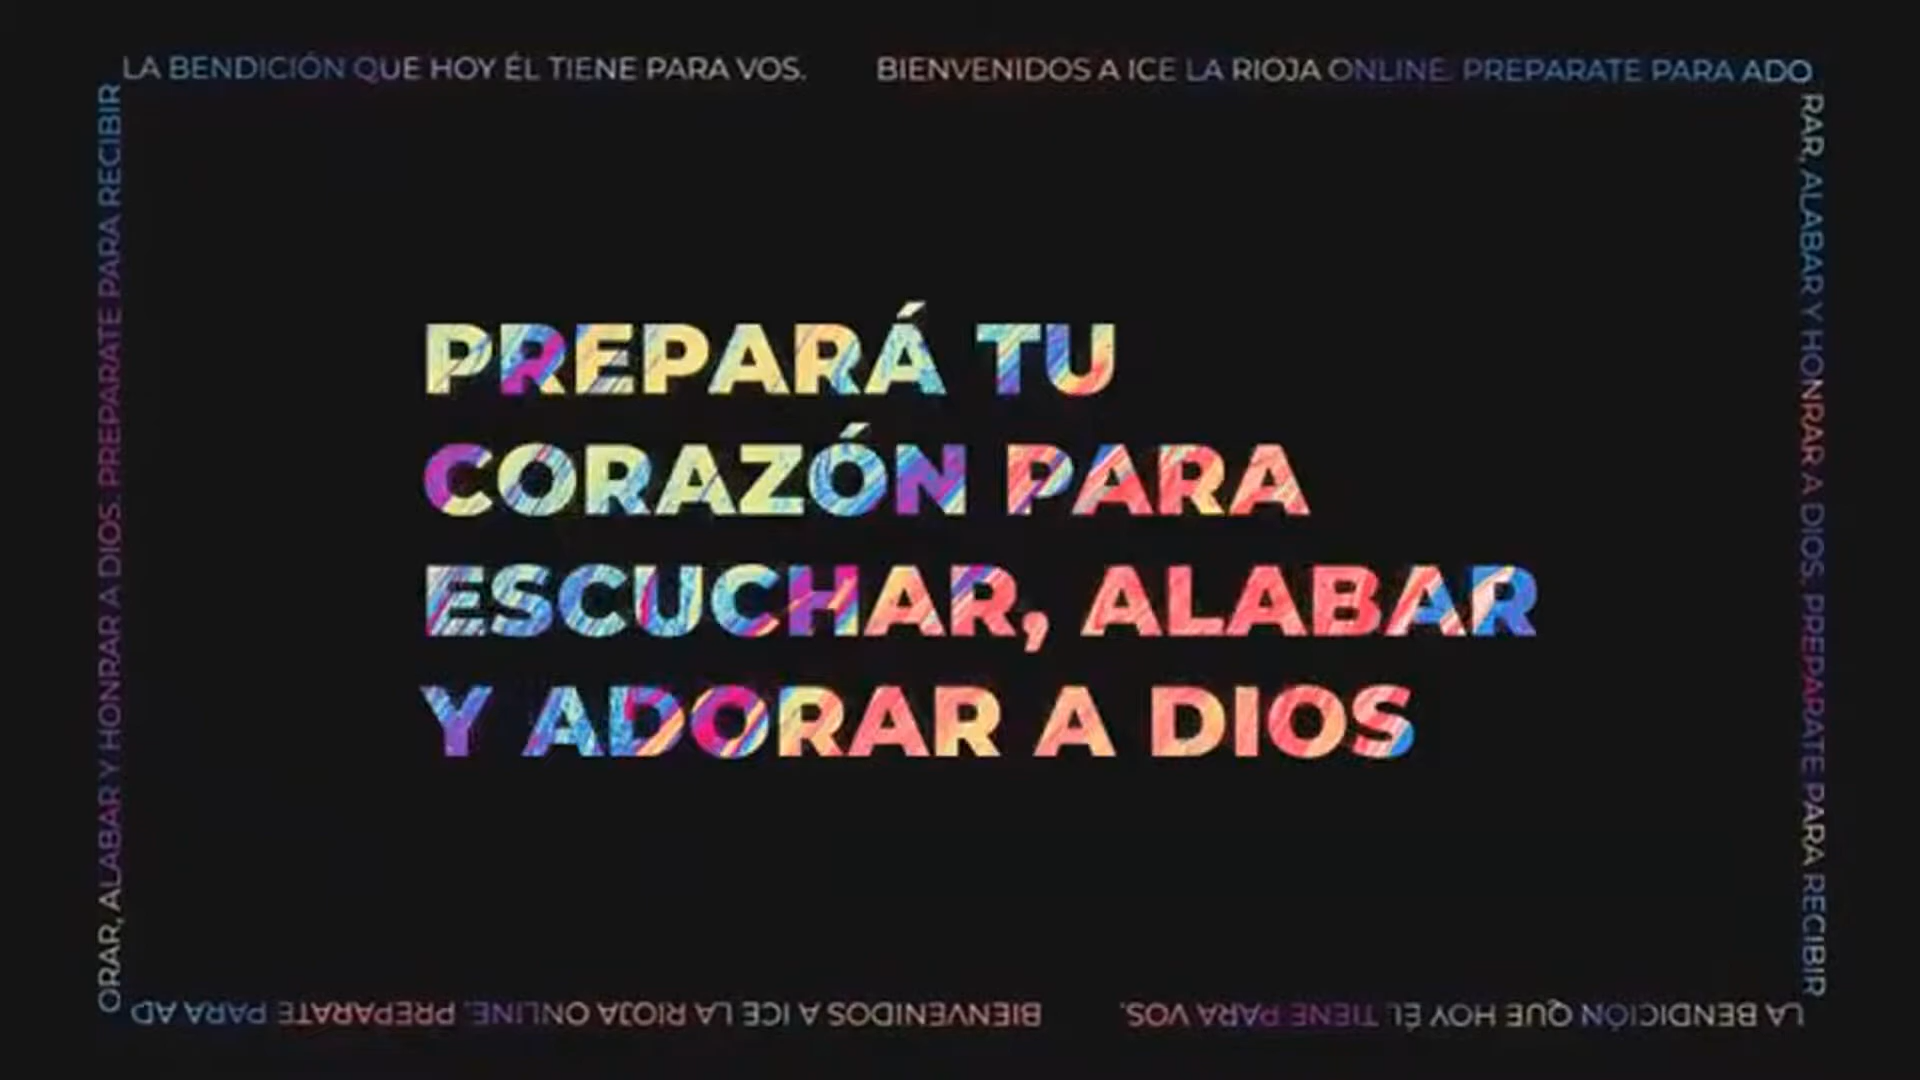 LA BENDICIÓN QUE HOY ÉL TIENE PARA VOS. BIENVENIDOS A ICE LA RIOJA ONLINE. PREPARATE PARA ADO
RAR, ALABAR Y HONRAR A DIOS. PREPARATE PARA RECIBIR
PREPARÁ TU
CORAZÓN PARA
ESCUCHAR, ALABAR
Y ADORAR A DIOS
LA BENDICIÓN QUE HOY ÉL TIENE PARA VOS. BIENVENIDOS A ICE LA RIOJA ONLINE. PREPARATE PARA AD
ORAR, ALABAR Y HONRAR A DIOS. PREPARATE PARA RECIBIR